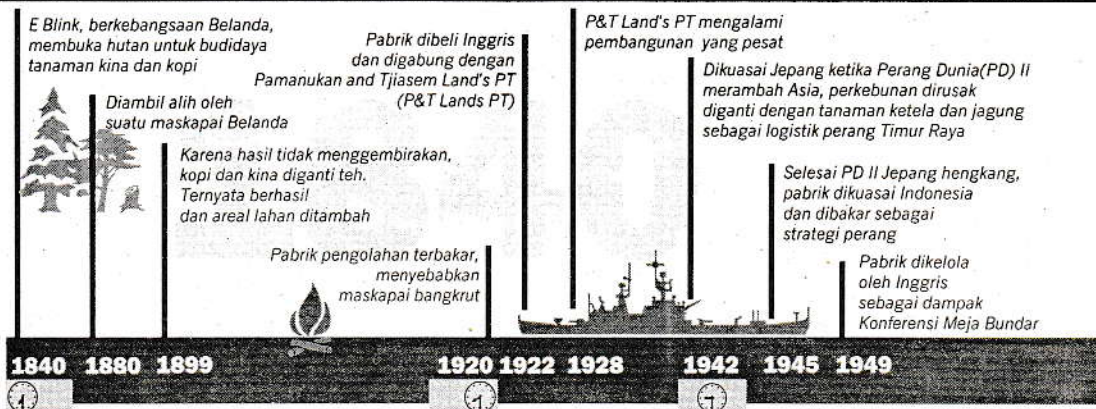 E Blink, berkebangsaan Belanda,
membuka hutan untuk budidaya
tanaman kina dan kopi
Diambil alih oleh
suatu maskapai Belanda
Karena hasil tidak menggembirakan,
kopi dan kina diganti teh.
Ternyata berhasil
dan areal lahan ditambah
Pabrik pengolahan terbakar,
menyebabkan
maskapai bangkrut
Pabrik dibeli Inggris
dan digabung dengan
Pamanukan and Tjiasem Land's PT
(P&T Lands PT)
P&T Land's PT mengalami
pembangunan yang pesat
Dikuasai Jepang ketika Perang Dunia(PD) II
merambah Asia, perkebunan dirusak
diganti dengan tanaman ketela dan jagung
sebagai logistik perang Timur Raya
Selesai PD II Jepang hengkang,
pabrik dikuasai Indonesia
dan dibakar sebagai
strategi perang
Pabrik dikelola
oleh Inggris
sebagai dampak
Konferensi Meja Bundar
1840 1880 1899 1920 1922 1928 1942 1945 1949